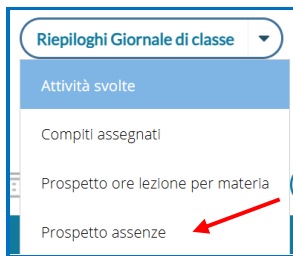 Riepiloghi Giornale di classe
Attività svolte
Compiti assegnati
Prospetto ore lezione per materia
Prospetto assenze